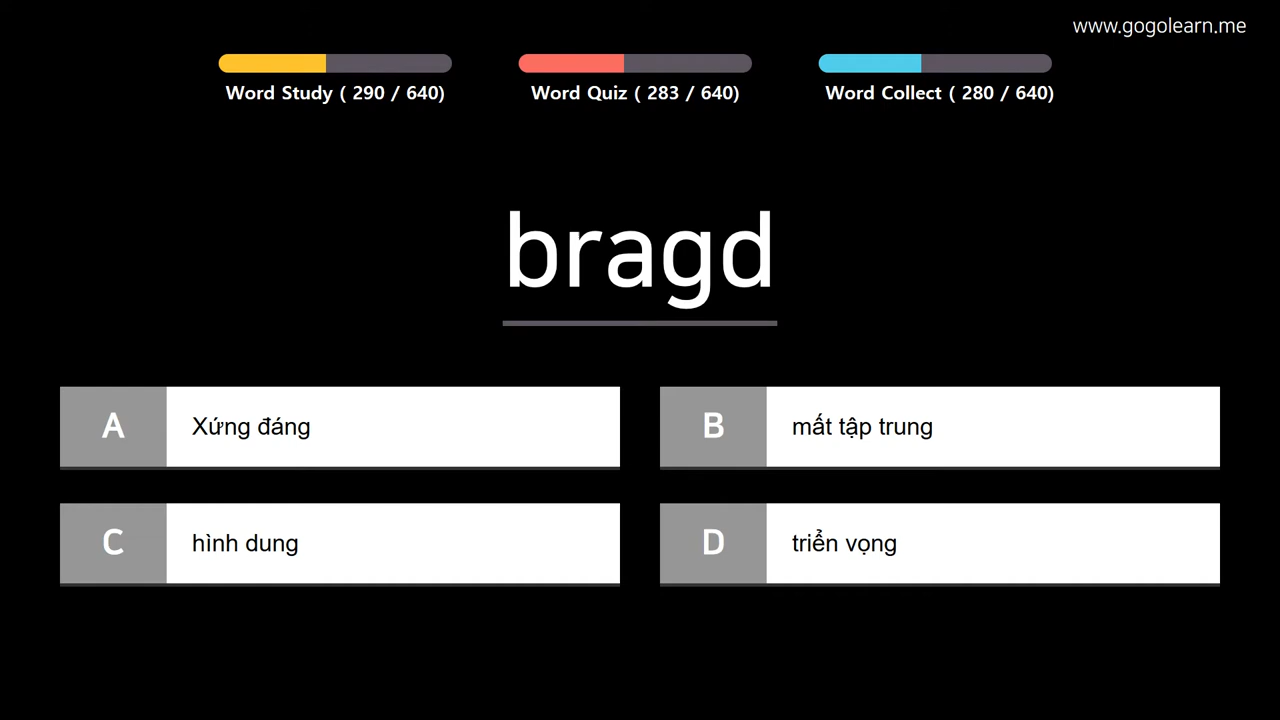 www.gogolearn.me
Word Study ( 290 / 640)
Word Quiz ( 283 / 640)
Word Collect ( 280 / 640)
bragd
A
Xứng đáng
B
mất tập trung
C
hình dung
D
triển vọng